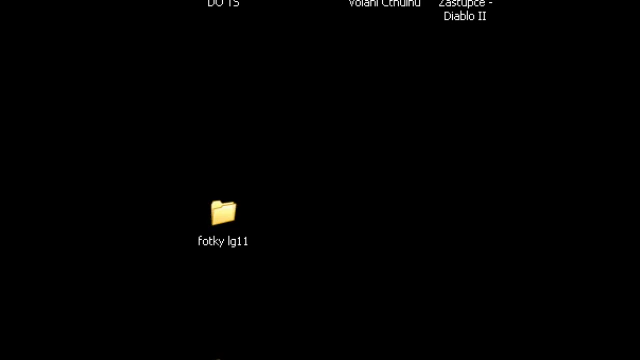 DO TS
Volání Cthulhu
Zástupce -
Diablo II
fotky lg11